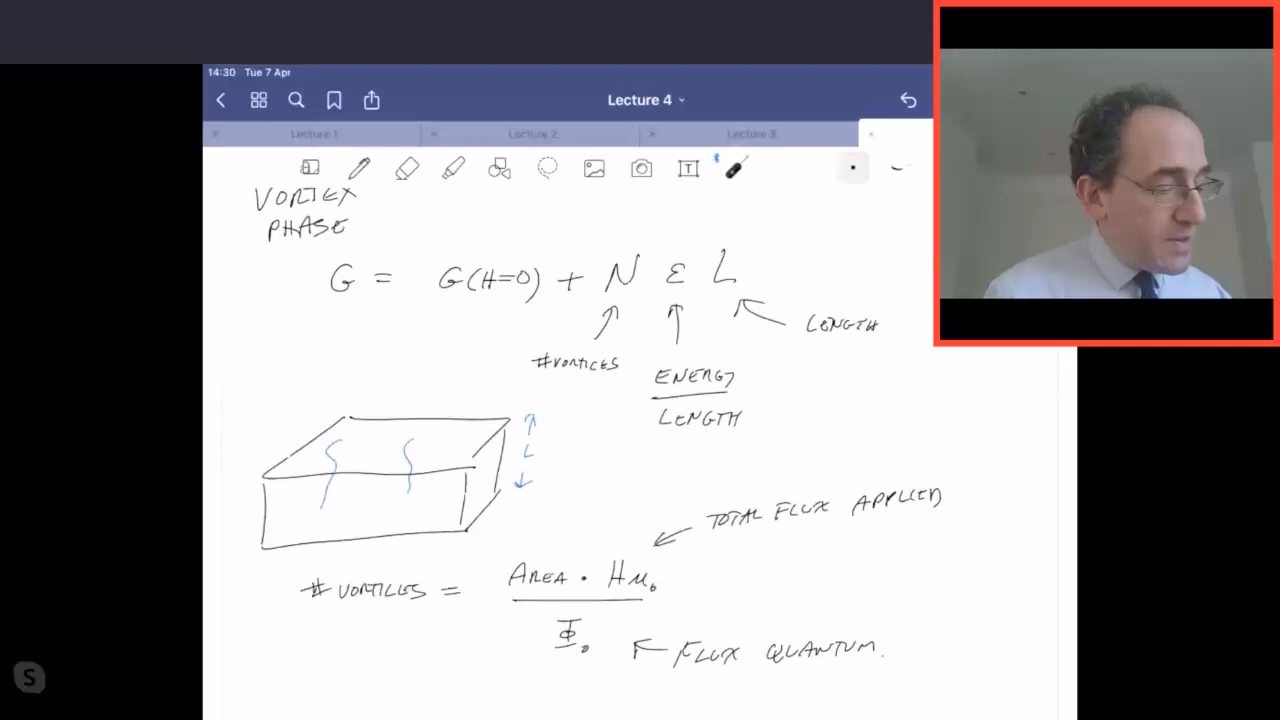 14:30 Tue 7 Apr
Lecture 4
Lecture 1
Lecture 2
Lecture 3
T
VORTEX
PHASE
G = G(H=0) + N ε L
#VORTICES
ENERGY
LENGTH
LENGTH
L
TOTAL FLUX APPLIED
# VORTICES = AREA · Hμ₀
Φ₀
FLUX QUANTUM.
S